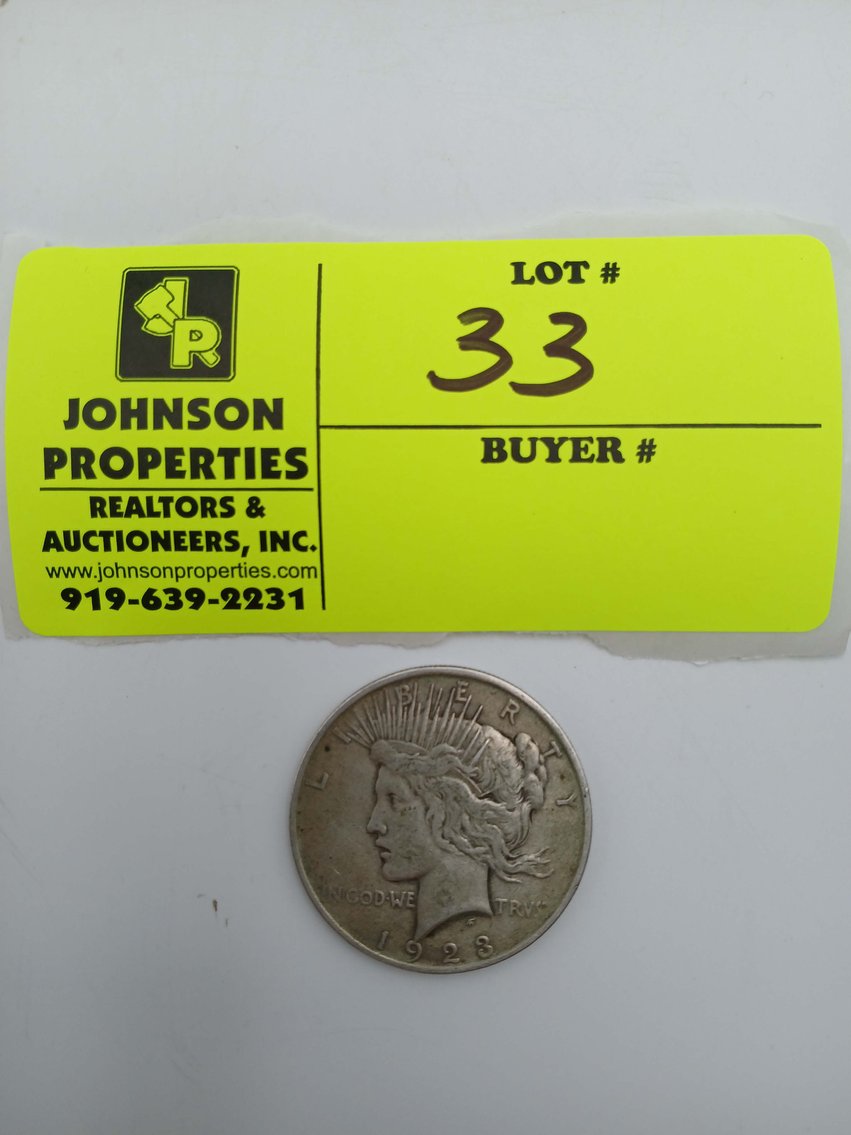 JR
JOHNSON
PROPERTIES
REALTORS &
AUCTIONEERS, INC.
www.johnsonproperties.com
919-639-2231
LOT #
33
BUYER #
LIBERTY
IN GOD WE TRVST
1923